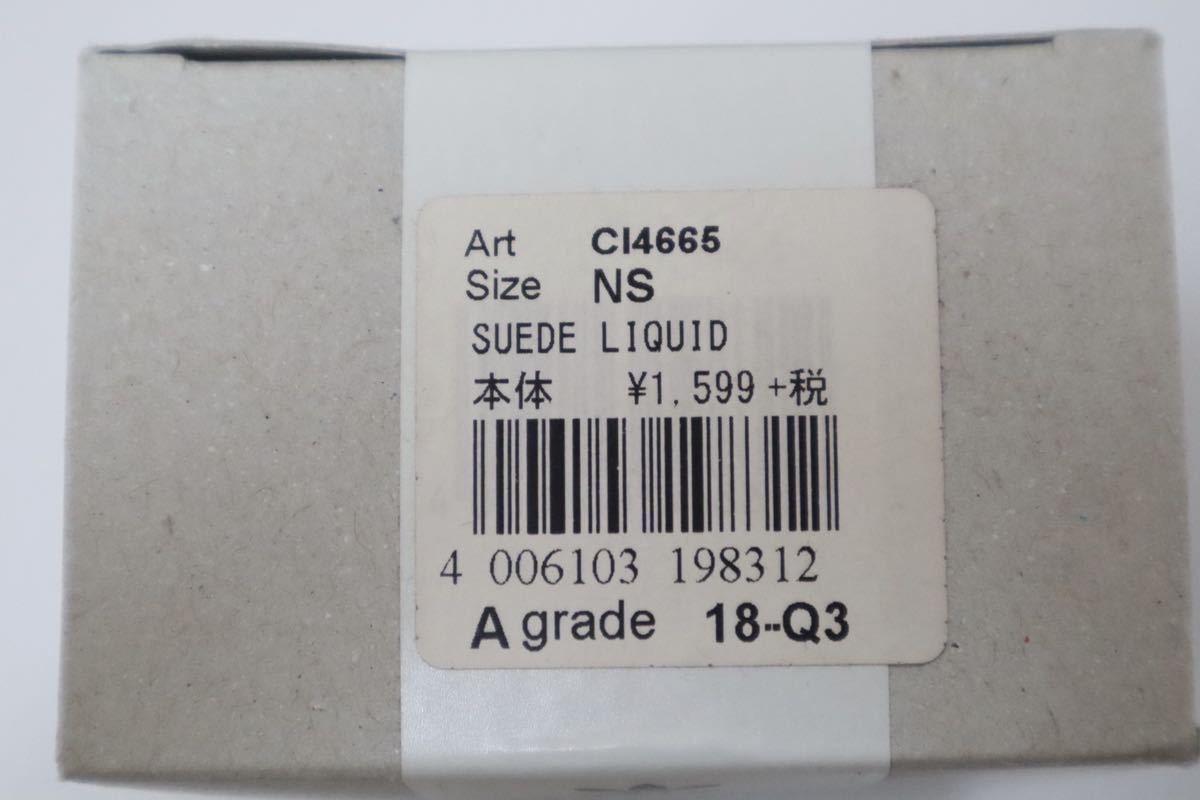 Art CI4665
Size NS
SUEDE LIQUID
本体 ¥1,599 +税
4 006103 198312
A grade 18--Q3